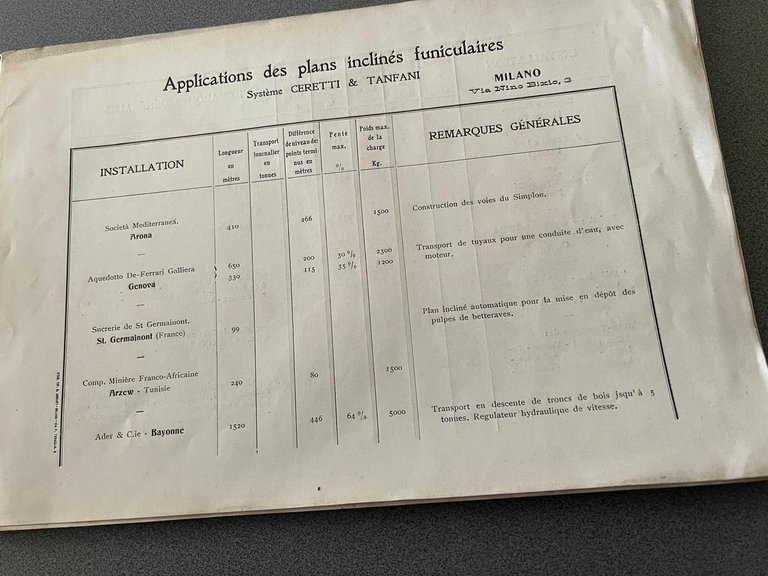 Applications des plans inclinés funiculaires
Système CERETTI & TANFANI
MILANO
Via Nino Bixio, 3
INSTALLATION
Longueur
en
mètres
Transport
journalier
en
tonnes
Différence
de niveau des
points termi-
nus en
mètres
Pente
max.
%
Poids max.
de la
charge
Kg.
REMARQUES GÉNÉRALES
Società Mediterranea.
Arona
410
266
1500
Construction des voies du Simplon.
Aquedotto De-Ferrari Galliera
Genova
650
330
200
115
30 %
35 %
2300
1200
Transport de tuyaux pour une conduite d'eau, avec
moteur.
Sucrerie de St Germainont.
St. Germainont (France)
99
Plan incliné automatique pour la mise en dépôt des
pulpes de betteraves.
Comp. Minière Franco-Africaine
Arzew - Tunisie
240
80
1500
Ader & C.ie - Bayonne
1520
446
64 %
5000
Transport en descente de troncs de bois jsqu'à 5
tonnes. Regulateur hydraulique de vitesse.